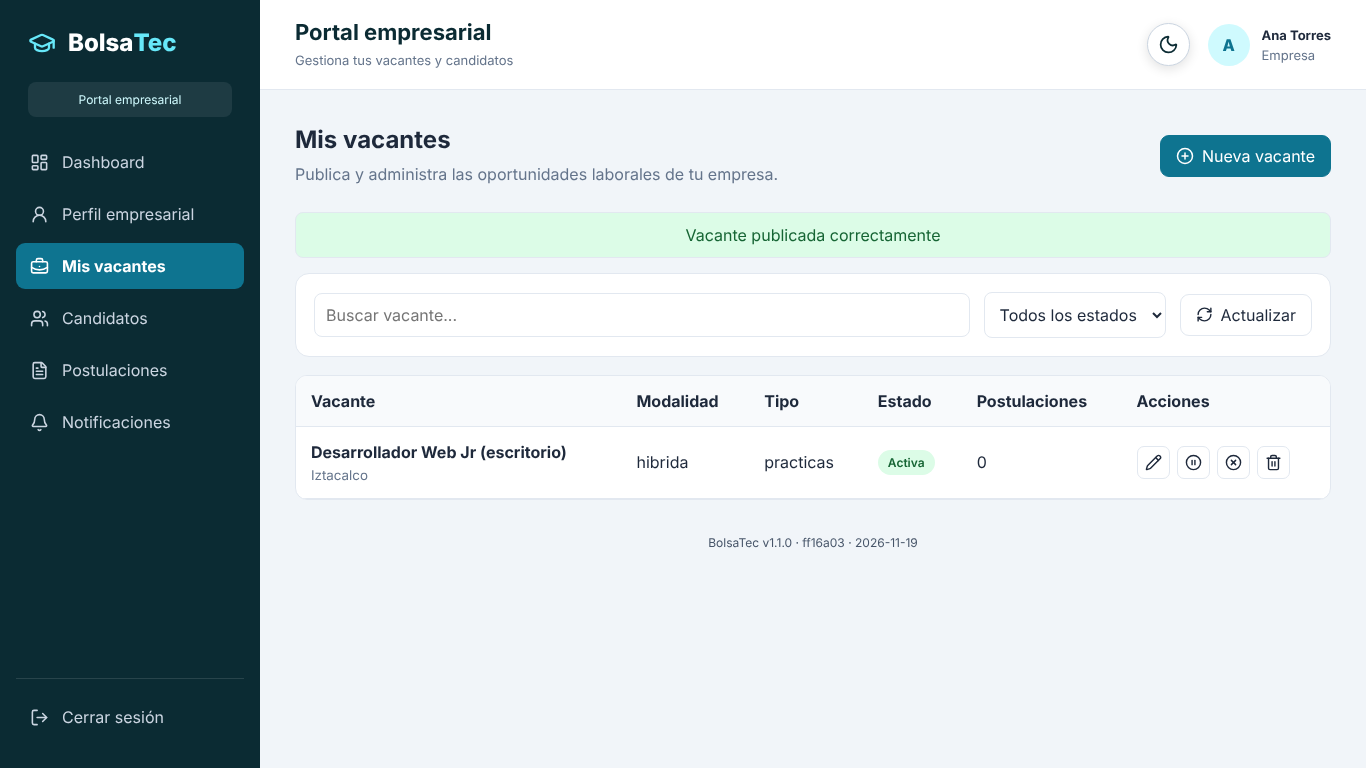 BolsaTec
Portal empresarial
Dashboard
Perfil empresarial
Mis vacantes
Candidatos
Postulaciones
Notificaciones
Cerrar sesión
Portal empresarial
Gestiona tus vacantes y candidatos
A
Ana Torres
Empresa
Mis vacantes
Publica y administra las oportunidades laborales de tu empresa.
Nueva vacante
Vacante publicada correctamente
Buscar vacante...
Todos los estados
Actualizar
Vacante Modalidad Tipo Estado Postulaciones Acciones
Desarrollador Web Jr (escritorio) hibrida practicas Activa 0
Iztacalco
BolsaTec v1.1.0 · ff16a03 · 2026-11-19